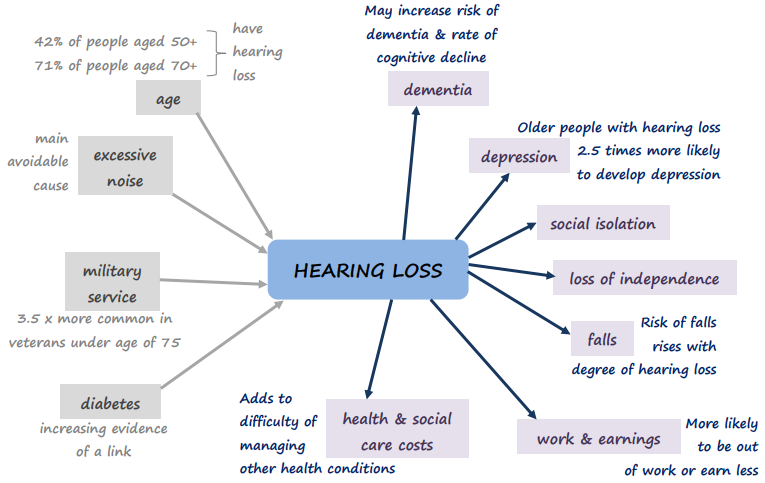 42% of people aged 50+
71% of people aged 70+
have
hearing
loss
age
main
avoidable
cause
excessive
noise
military
service
3.5 x more common in
veterans under age of 75
diabetes
increasing evidence
of a link
HEARING LOSS
May increase risk of
dementia & rate of
cognitive decline
dementia
Older people with hearing loss
2.5 times more likely
to develop depression
depression
social isolation
loss of independence
falls
Risk of falls
rises with
degree of hearing loss
work & earnings
More likely
to be out
of work or earn less
Adds to
difficulty of
managing
other health conditions
health & social
care costs